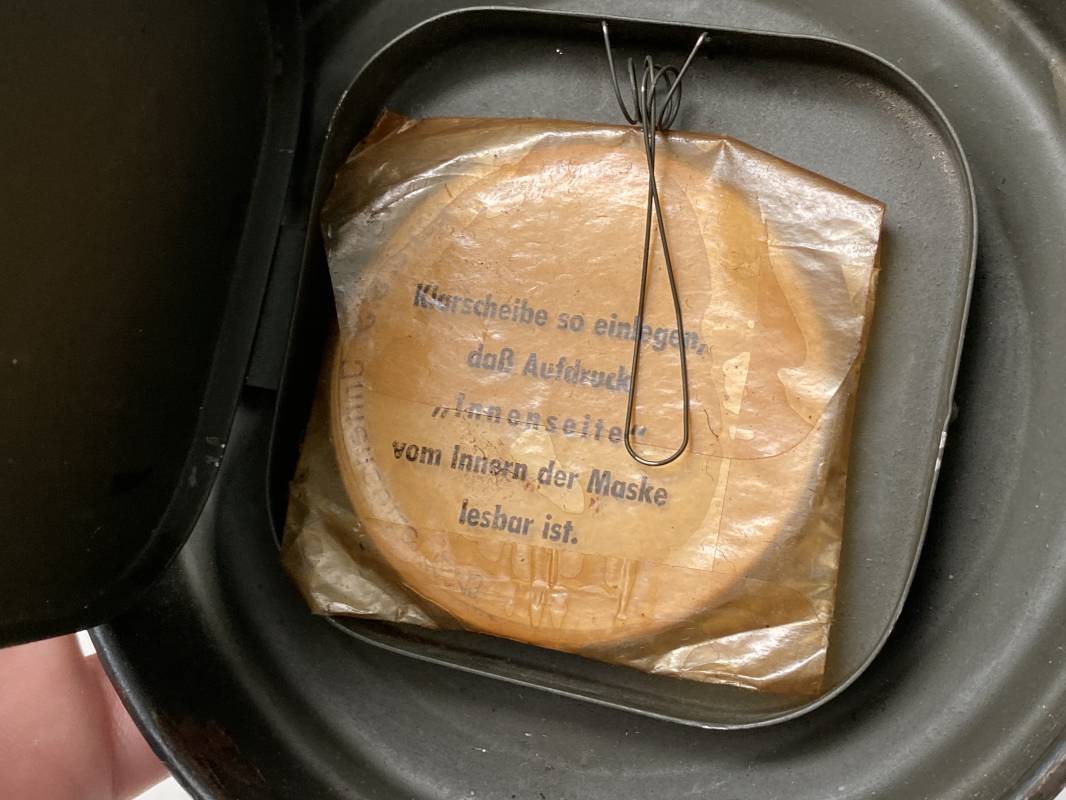 Klarscheibe so einlegen,
daß Aufdruck
„Innenseite“
vom Innern der Maske
lesbar ist.